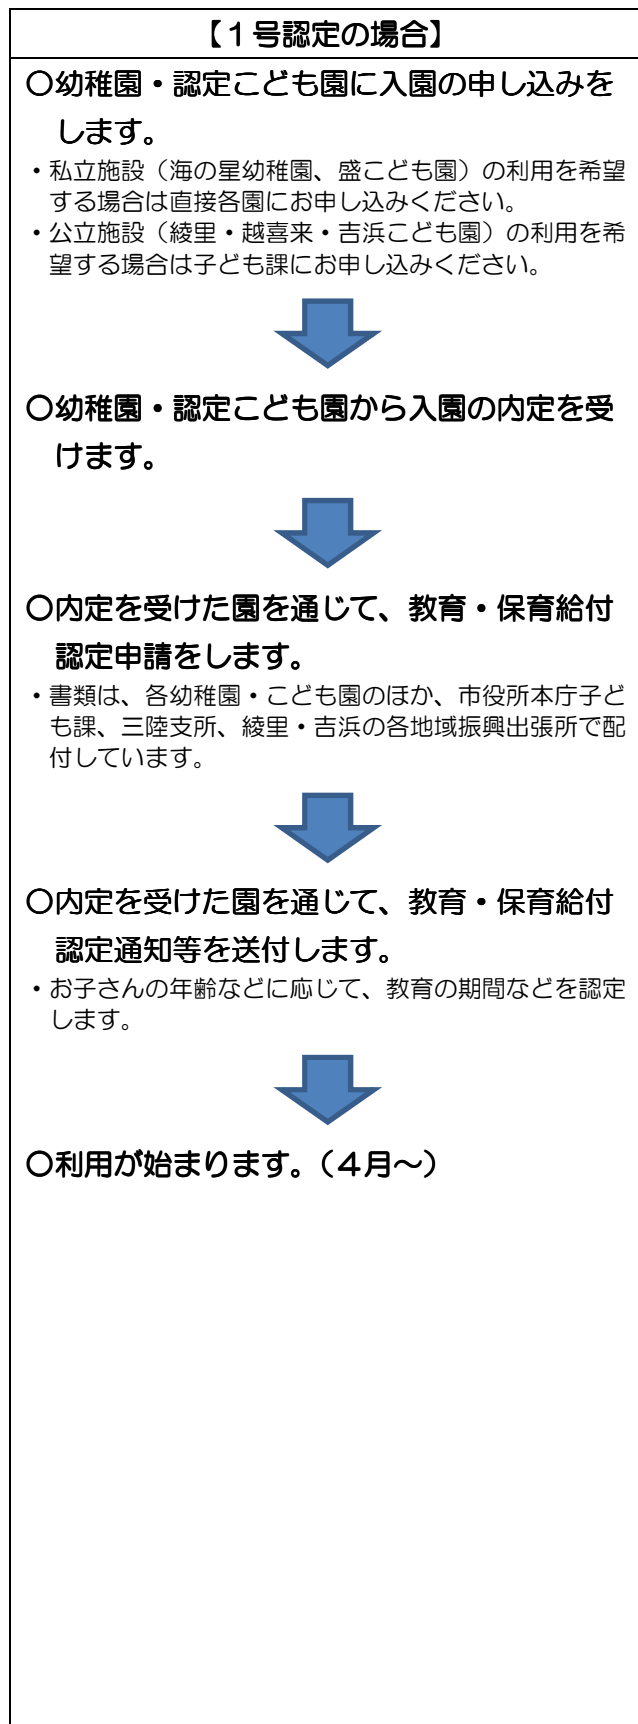 【１号認定の場合】
〇幼稚園・認定こども園に入園の申し込みを
します。
・私立施設（海の星幼稚園、盛こども園）の利用を希望
する場合は直接各園にお申し込みください。
・公立施設（綾里・越喜来・吉浜こども園）の利用を希
望する場合は子ども課にお申し込みください。
〇幼稚園・認定こども園から入園の内定を受
けます。
〇内定を受けた園を通じて、教育・保育給付
認定申請をします。
・書類は、各幼稚園・こども園のほか、市役所本庁子ど
も課、三陸支所、綾里・吉浜の各地域振興出張所で配
付しています。
〇内定を受けた園を通じて、教育・保育給付
認定通知等を送付します。
・お子さんの年齢などに応じて、教育の期間などを認定
します。
〇利用が始まります。（４月～）